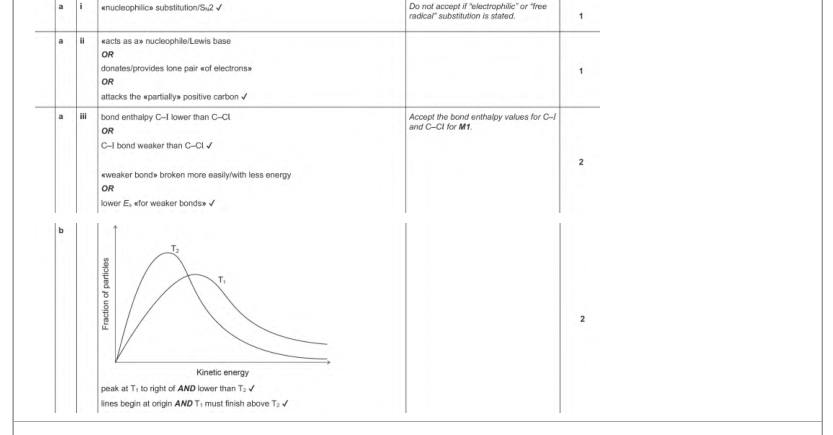 a i «nucleophilic» substitution/SN2 ✓ Do not accept if "electrophilic" or "free
radical" substitution is stated. 1
a ii «acts as a» nucleophile/Lewis base
OR
donates/provides lone pair «of electrons»
OR
attacks the «partially» positive carbon ✓
1
a iii bond enthalpy C–I lower than C–Cl Accept the bond enthalpy values for C–I
OR and C–Cl for M1.
C–I bond weaker than C–Cl ✓
2
«weaker bond» broken more easily/with less energy
OR
lower Ea «for weaker bonds» ✓
b
T2
T1
Fraction of particles
2
Kinetic energy
peak at T1 to right of AND lower than T2 ✓
lines begin at origin AND T1 must finish above T2 ✓